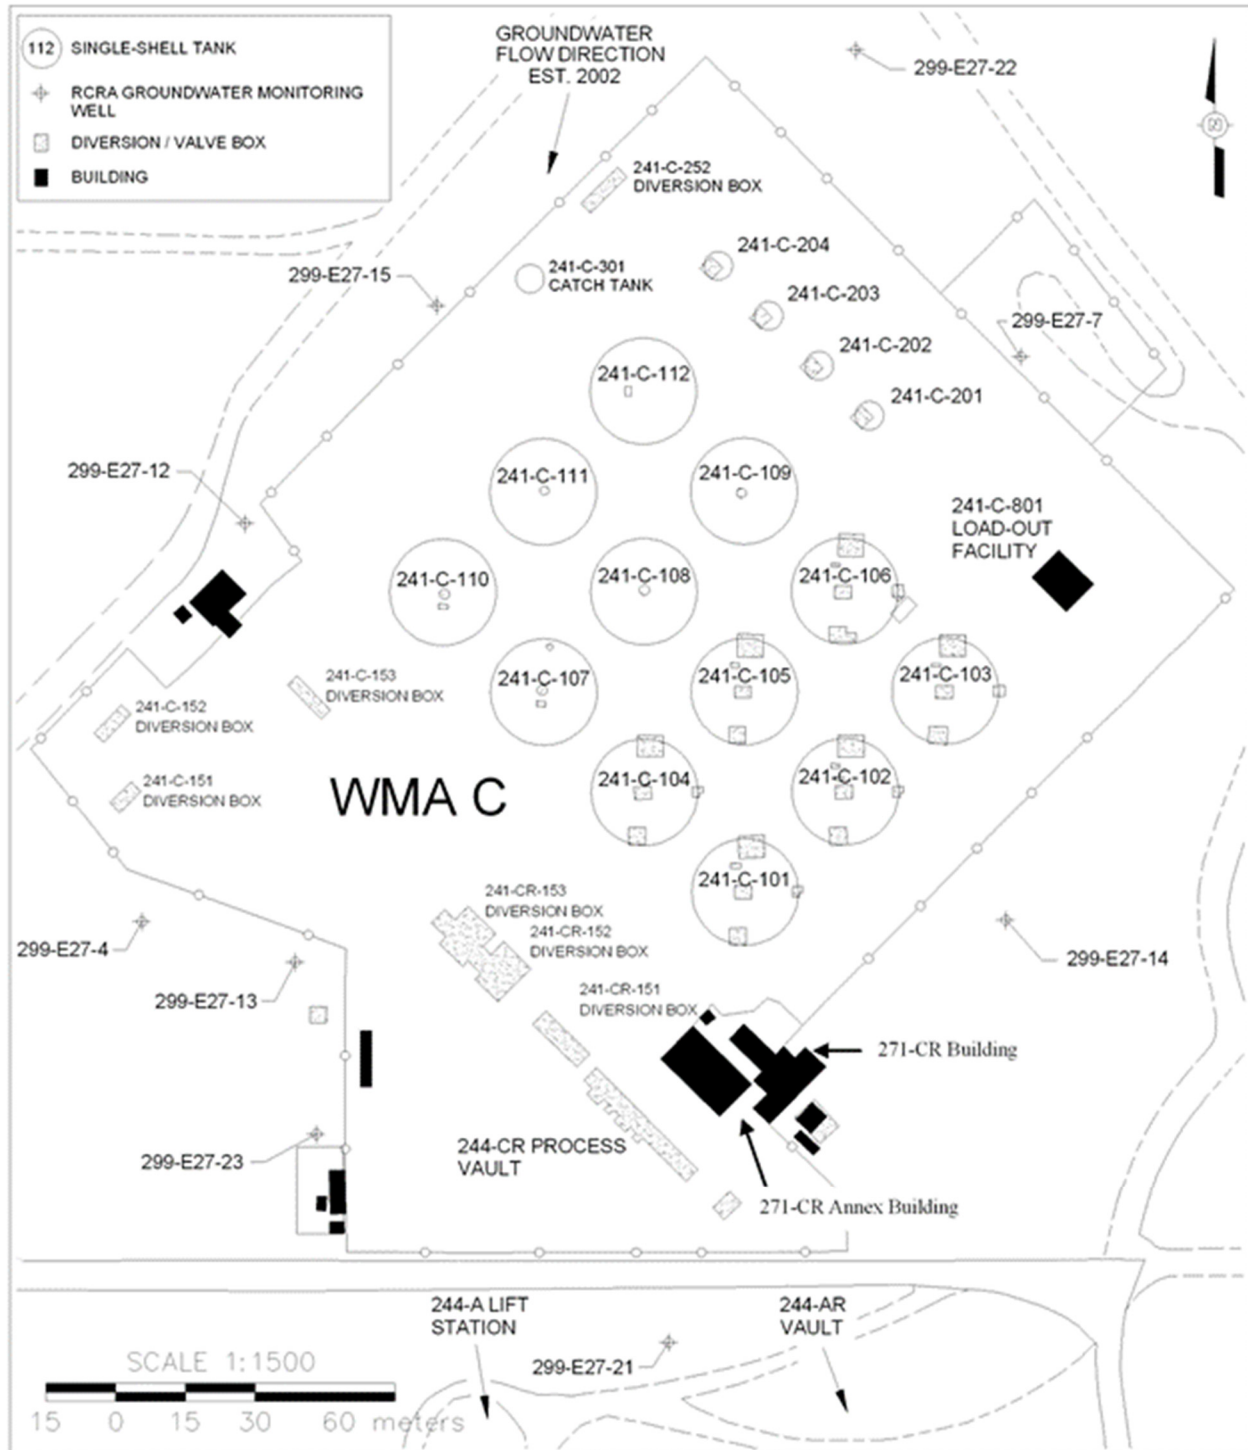 112 SINGLE-SHELL TANK
RCRA GROUNDWATER MONITORING
WELL
DIVERSION / VALVE BOX
BUILDING
GROUNDWATER
FLOW DIRECTION
EST. 2002
299-E27-22
N
241-C-252
DIVERSION BOX
241-C-204
299-E27-15
241-C-301
CATCH TANK
241-C-203
299-E27-7
241-C-202
241-C-112
241-C-201
299-E27-12
241-C-111
241-C-109
241-C-801
LOAD-OUT
FACILITY
241-C-110
241-C-108
241-C-106
241-C-153
DIVERSION BOX
241-C-107
241-C-105
241-C-103
241-C-152
DIVERSION BOX
241-C-151
DIVERSION BOX
WMA C
241-C-104
241-C-102
241-C-101
241-CR-153
DIVERSION BOX
241-CR-152
DIVERSION BOX
299-E27-4
299-E27-14
299-E27-13
241-CR-151
DIVERSION BOX
271-CR Building
244-CR PROCESS
VAULT
299-E27-23
271-CR Annex Building
244-A LIFT
STATION
244-AR
VAULT
299-E27-21
SCALE 1:1500
15 0 15 30 60 meters